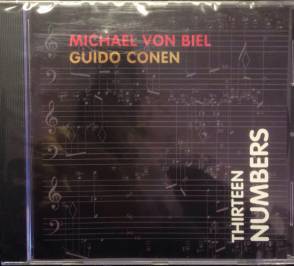 MICHAEL VON BIEL
GUIDO CONEN
THIRTEEN
NUMBERS